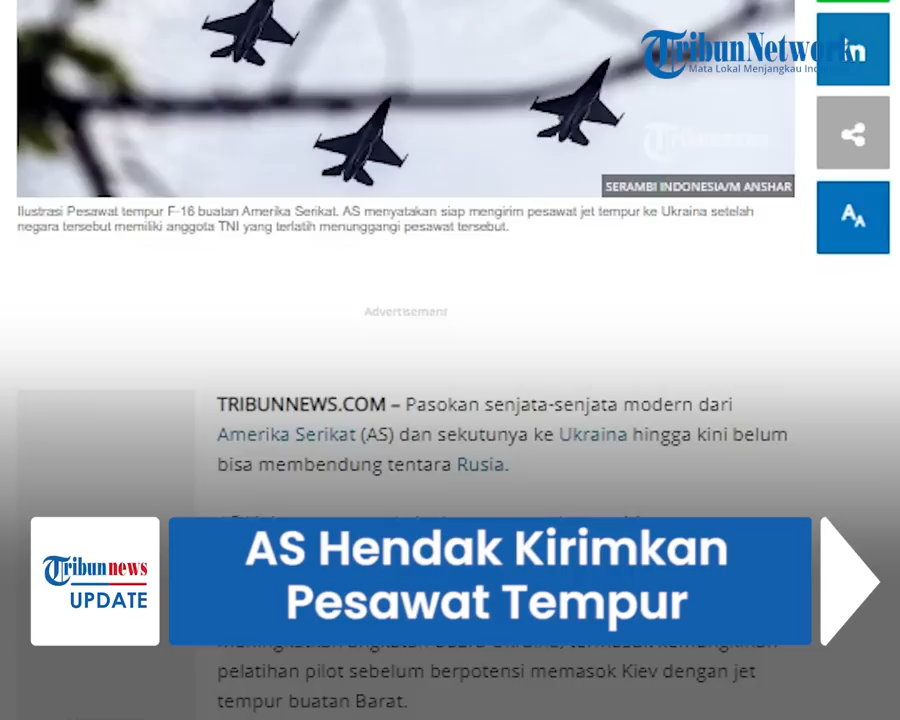 TribunNetwork
Mata Lokal Menjangkau
in
SERAMBI INDONESIA/M ANSHAR
Ilustrasi Pesawat tempur F-16 buatan Amerika Serikat. AS menyatakan siap mengirim pesawat jet tempur ke Ukraina setelah
negara tersebut memiliki anggota TNI yang terlatih menunggangi pesawat tersebut.
AA
Advertisement
TRIBUNNEWS.COM – Pasokan senjata-senjata modern dari
Amerika Serikat (AS) dan sekutunya ke Ukraina hingga kini belum
bisa membendung tentara Rusia.
Tribunnews
UPDATE
AS Hendak Kirimkan
Pesawat Tempur
pelatihan pilot sebelum berpotensi memasok Kiev dengan jet
tempur buatan Barat.